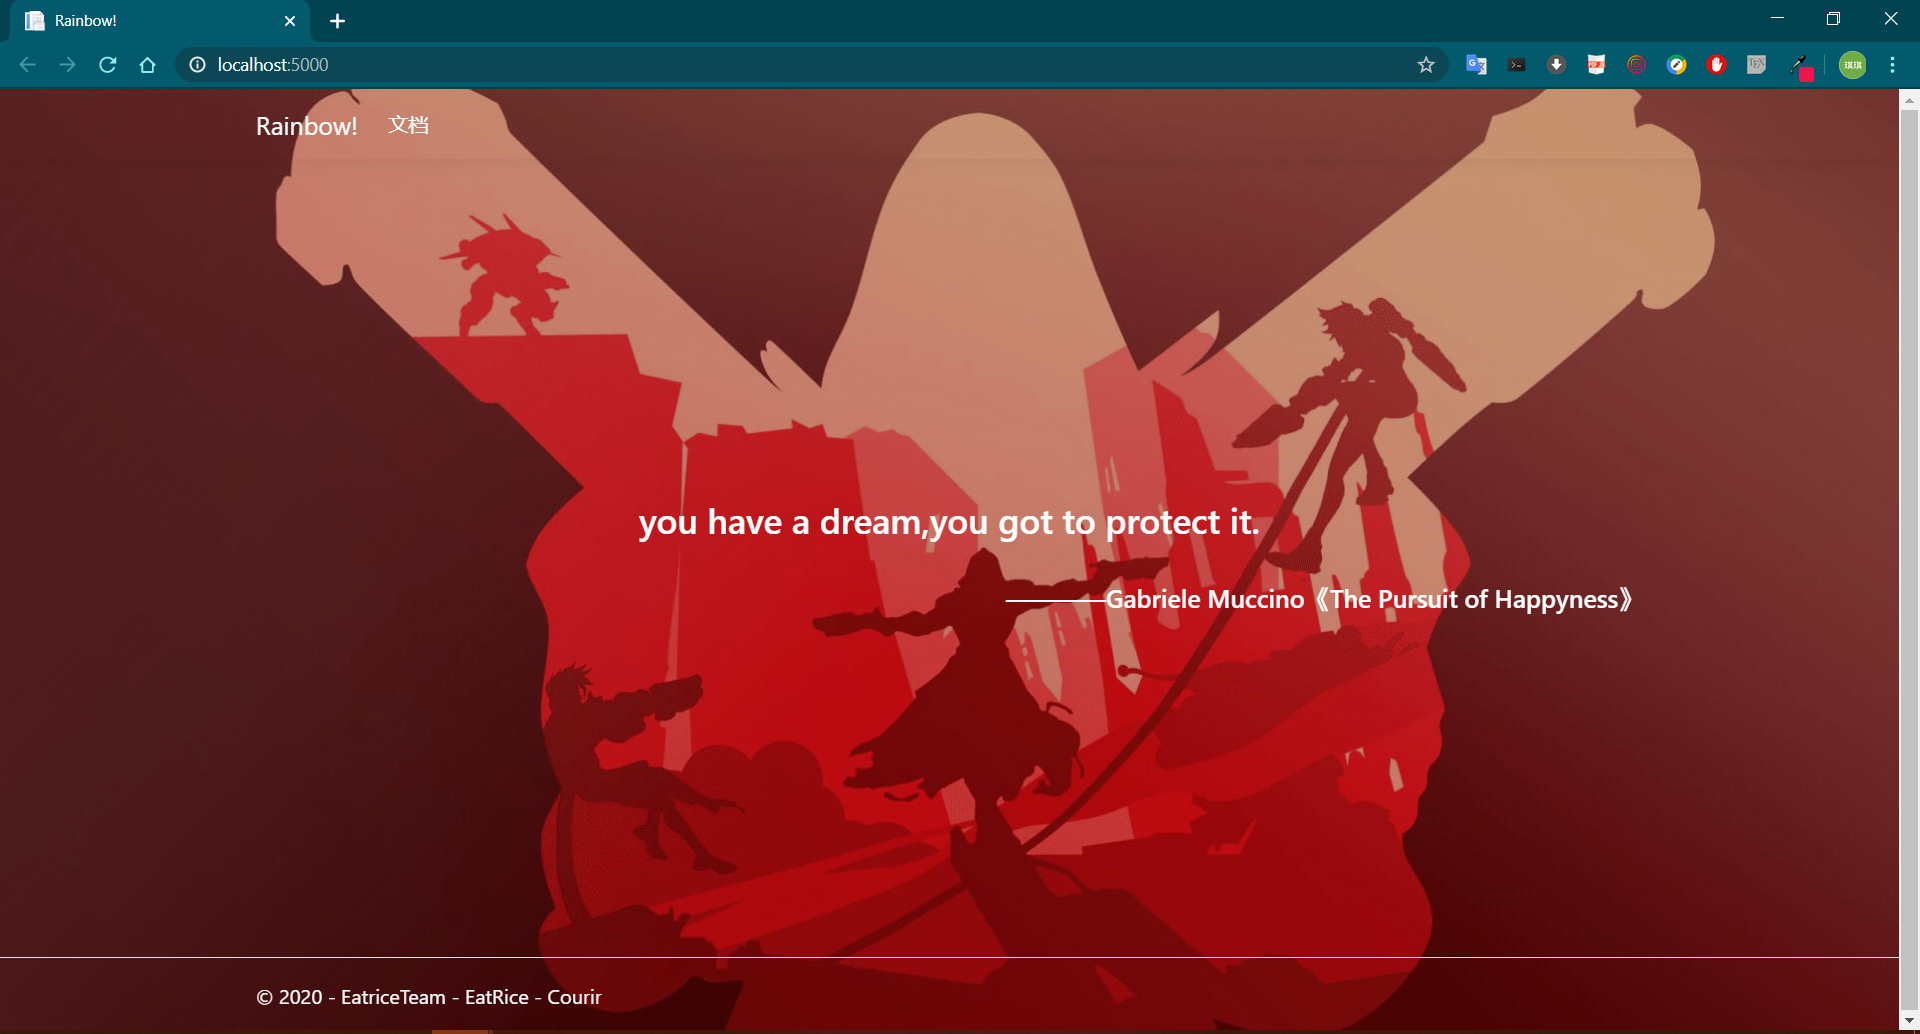 Rainbow!
localhost:5000
Rainbow! 文档
you have a dream,you got to protect it.
————Gabriele Muccino《The Pursuit of Happyness》
© 2020 - EatriceTeam - EatRice - Courir